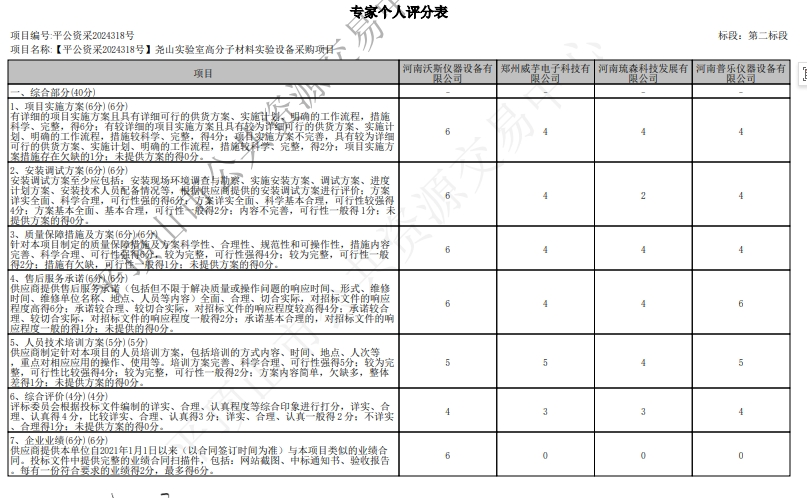 专家个人评分表
项目编号:平公资采2024318号
标段：第二标段
项目名称:【平公资采2024318号】尧山实验室高分子材料实验设备采购项目
项目 河南沃斯仪器设备有限公司 郑州威芋电子科技有限公司 河南琉森科技发展有限公司 河南普乐仪器设备有限公司
一、综合部分(40分) - - - -
1、项目实施方案(6分)(6分)
有详细的项目实施方案且具有详细可行的供货方案、实施计划、明确的工作流程，措施
科学、完整，得6分；有较详细的项目实施方案且具有较为详细可行的供货方案、实施计
划、明确的工作流程，措施较科学、完整，得4分；项目实施方案不完善，具有较为详细
可行的供货方案、实施计划、明确的工作流程，措施较科学、完整，得2分；项目实施方
案措施存在欠缺的1分；未提供方案的得0分。
6 4 4 4
2、安装调试方案(6分)(6分)
安装调试方案至少应包括：安装现场环境调查与勘察、实施安装方案、调试方案、进度
计划方案、安装技术人员配备情况等，根据供应商提供的安装调试方案进行评价：方案
详实全面、科学合理，可行性强的得6分；方案详实全面、科学基本合理，可行性较强得
4分；方案基本全面、基本合理，可行性一般得2分；内容不完善，可行性一般得1分；未
提供方案的得0分。
6 4 2 4
3、质量保障措施及方案(6分)(6分)
针对本项目制定的质量保障措施及方案科学性、合理性、规范性和可操作性，措施内容
完善、科学合理、可行性强得6分，较为完整，可行性强得4分；较为完整，可行性一般
得2分；措施有欠缺，可行性一般得1分；未提供方案的得0分。
6 4 4 4
4、售后服务承诺(6分)(6分)
供应商提供售后服务承诺（包括但不限于解决质量或操作问题的响应时间、形式、维修
时间、维修单位名称、地点、人员等内容）全面、合理、切合实际，对招标文件的响应
程度高得6分；承诺较合理、较切合实际，对招标文件的响应程度较高得4分；承诺较合
理、较切合实际，对招标文件的响应程度一般得2分；承诺基本合理的，对招标文件的响
应程度一般的得1分；未提供的得0分。
6 4 4 6
5、人员技术培训方案(5分)(5分)
供应商制定针对本项目的人员培训方案，包括培训的方式内容、时间、地点、人次等
，重点对相应应用的操作、使用等。培训方案完善、科学合理、可行性强得5分；较为完
整，可行性比较强得4分；较为完整，可行性一般得2分；方案内容简单，欠缺多，整体
差得1分；未提供方案的得0分。
5 5 4 5
6、综合评价(4分)(4分)
评标委员会根据投标文件编制的详实、合理、认真程度等综合印象进行打分，详实、合
理、认真得４分，比较详实、合理、认真得3分；详实、合理、认真一般得２分；不详实
、合理得1分；未提供方案的得0分。
4 3 3 4
7、企业业绩(6分)(6分)
供应商提供本单位自2021年1月1日以来（以合同签订时间为准）与本项目类似的业绩合
同。投标文件中提供完整的业绩合同扫描件，包括：网站截图、中标通知书、验收报告
。每有一份符合要求的业绩得2分，最多得6分。
6 0 0 0